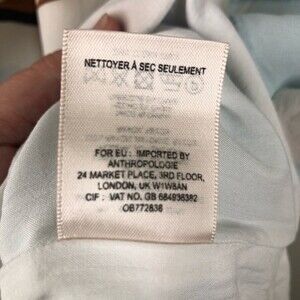 NETTOYER À SEC SEULEMENT
FOR EU: IMPORTED BY
ANTHROPOLOGIE
24 MARKET PLACE, 3RD FLOOR,
LONDON, UK W1W8AN
CIF: VAT NO. GB 684936382
OB772836